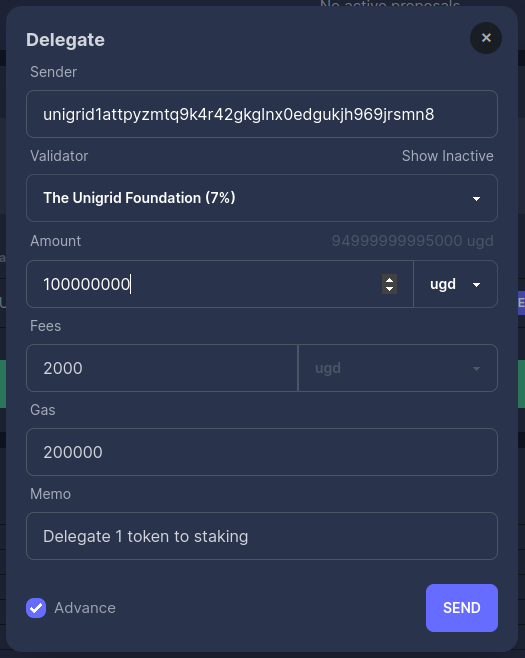 No active proposals
Delegate
Sender
unigrid1attpyzmtq9k4r42gkglnx0edgukjh969jrsmn8
Validator Show Inactive
The Unigrid Foundation (7%)
Amount 94999999995000 ugd
100000000 ugd
Fees
2000 ugd
Gas
200000
Memo
Delegate 1 token to staking
Advance SEND